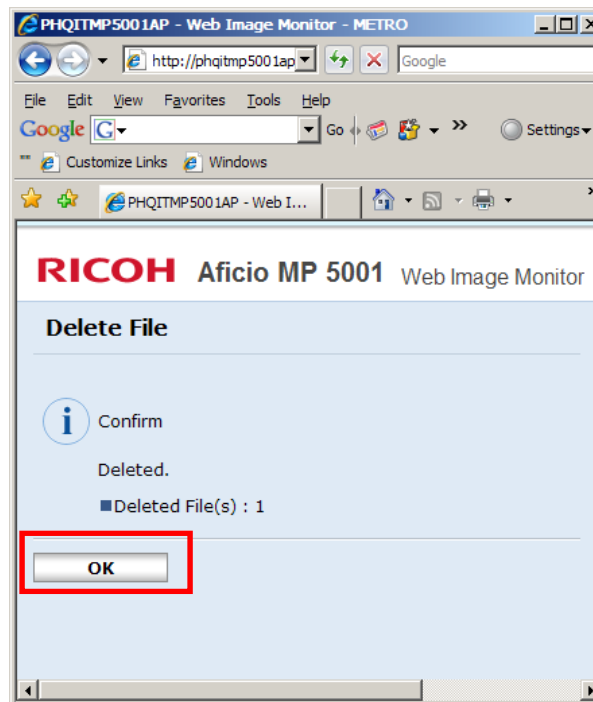 PHQITMP5001AP - Web Image Monitor - METRO
http://phqitmp5001ap
Google
File Edit View Favorites Tools Help
Google G Go » Settings
Customize Links Windows
PHQITMP5001AP - Web I... »
RICOH Aficio MP 5001 Web Image Monitor
Delete File
i Confirm
Deleted.
■Deleted File(s) : 1
OK